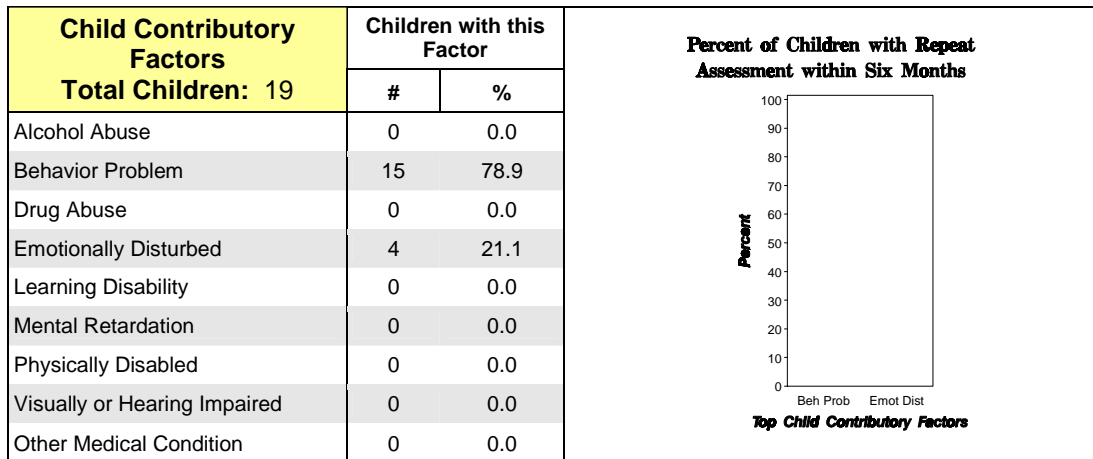 Child Contributory
Factors
Total Children: 19
Children with this
Factor
# %
Alcohol Abuse 0 0.0
Behavior Problem 15 78.9
Drug Abuse 0 0.0
Emotionally Disturbed 4 21.1
Learning Disability 0 0.0
Mental Retardation 0 0.0
Physically Disabled 0 0.0
Visually or Hearing Impaired 0 0.0
Other Medical Condition 0 0.0
Percent of Children with Repeat
Assessment within Six Months
100
90
80
70
60
50
40
30
20
10
0
Percent
Beh Prob Emot Dist
Top Child Contributory Factors